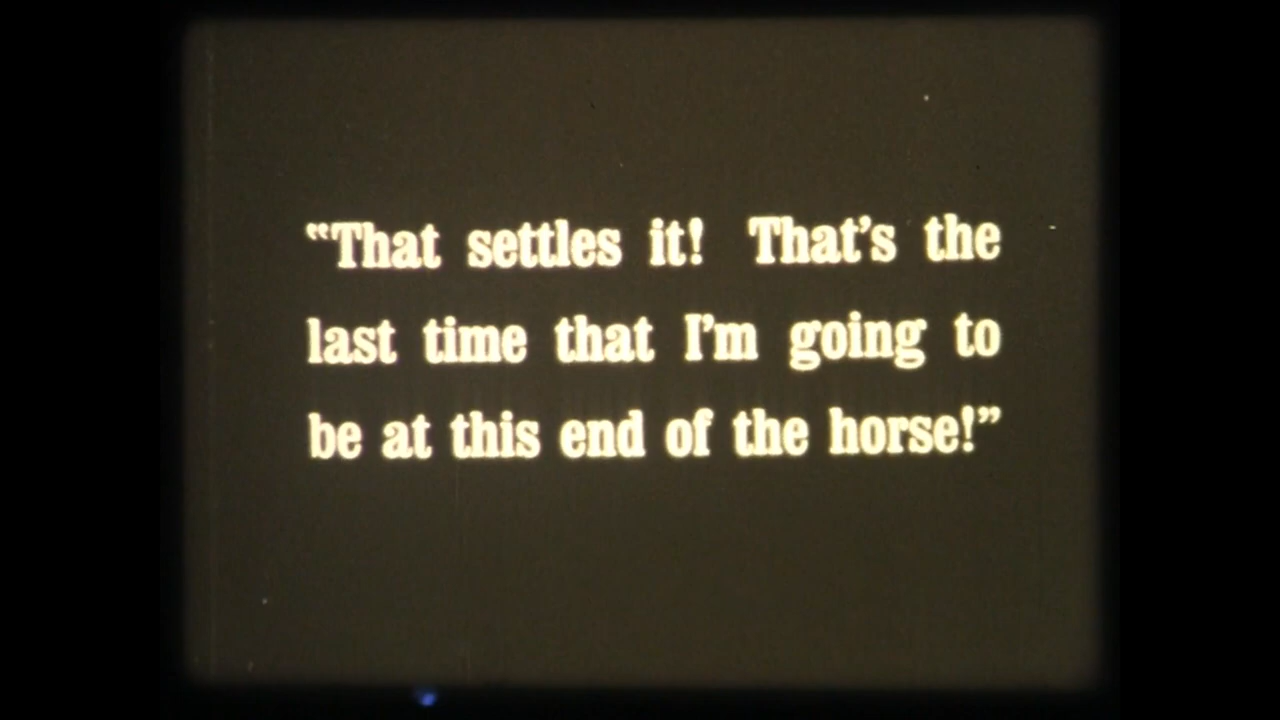 “That settles it! That’s the
last time that I’m going to
be at this end of the horse!”